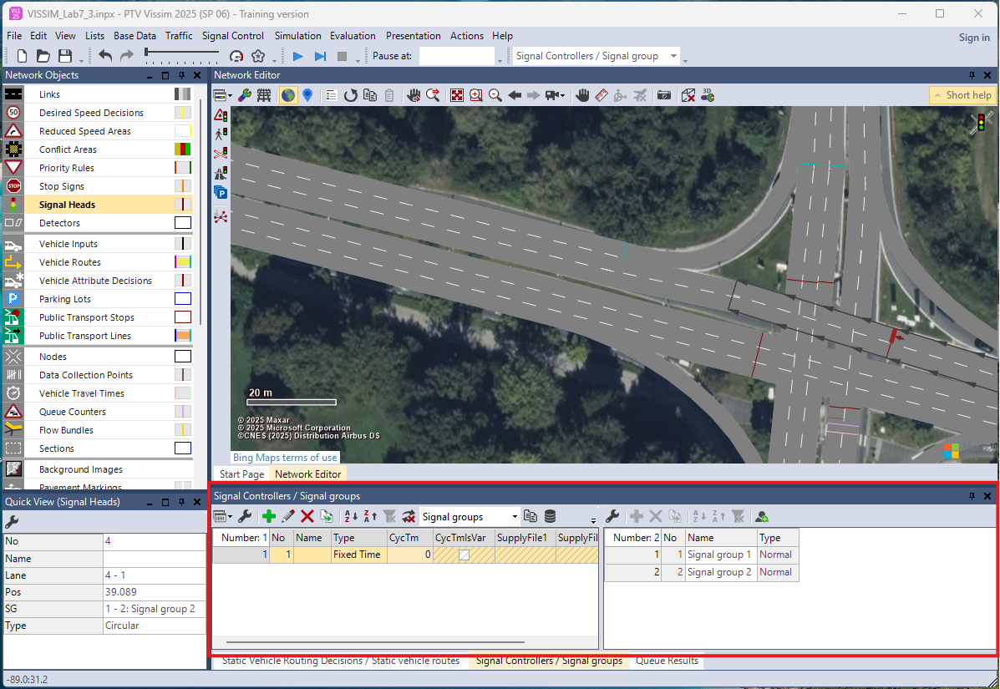 VISSIM_Lab7_3.inpx - PTV Vissim 2025 (SP 06) - Training version
File Edit View Lists Base Data Traffic Signal Control Simulation Evaluation Presentation Actions Help
Sign in
Pause at:
Signal Controllers / Signal group
Network Objects
Network Editor
Short help
Links
50 Desired Speed Decisions
Reduced Speed Areas
Conflict Areas
Priority Rules
STOP Stop Signs
Signal Heads
Detectors
Vehicle Inputs
Vehicle Routes
Vehicle Attribute Decisions
P Parking Lots
Public Transport Stops
Public Transport Lines
Nodes
Data Collection Points
Vehicle Travel Times
Queue Counters
Flow Bundles
Sections
Background Images
Pavement Markings
3D
P
20 m
© 2025 Maxar
© 2025 Microsoft Corporation
©CNES (2025) Distribution Airbus DS
Bing Maps terms of use
Start Page Network Editor
Quick View (Signal Heads)
No 4
Name
Lane 4 - 1
Pos 39.089
SG 1 - 2: Signal group 2
Type Circular
Signal Controllers / Signal groups
Signal groups
Number: 1 No Name Type CycTm CycTmIsVar SupplyFile1 SupplyFil
1 1 Fixed Time 0
Number: 2 No Name Type
1 1 Signal group 1 Normal
2 2 Signal group 2 Normal
Static Vehicle Routing Decisions / Static vehicle routes Signal Controllers / Signal groups Queue Results
-89.0:31.2